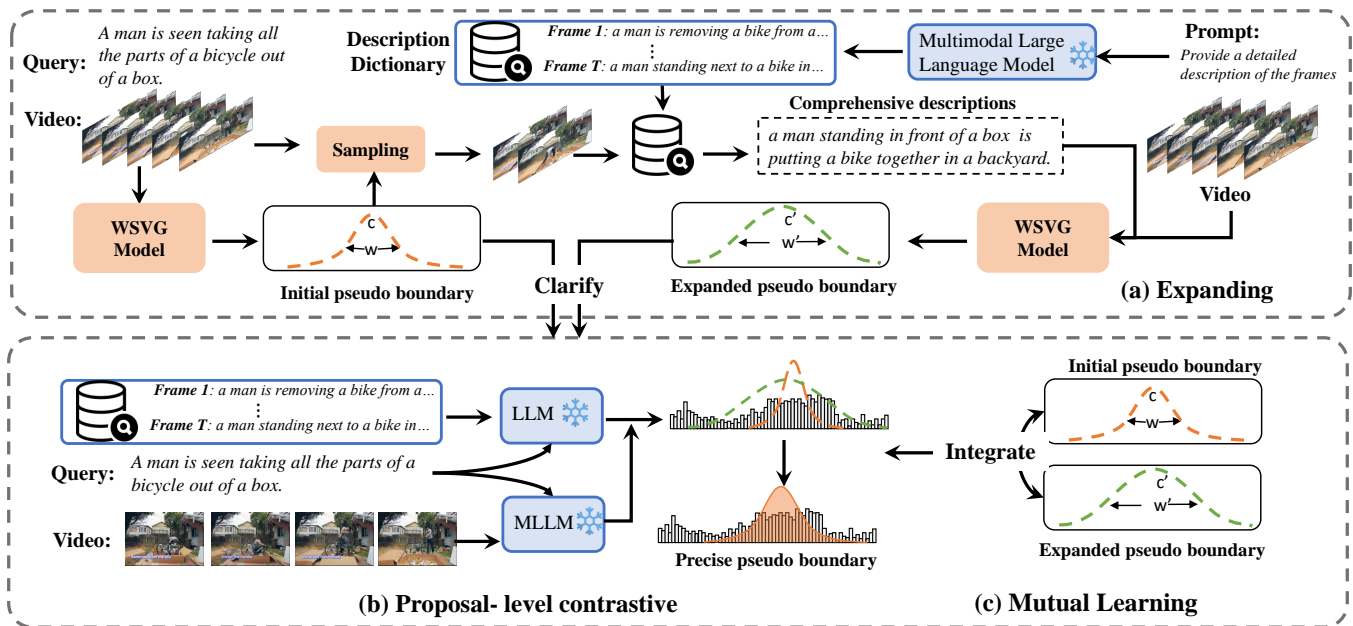 Query:
A man is seen taking all
the parts of a bicycle out
of a box.
Description
Dictionary
Frame 1: a man is removing a bike from a…
⋮
Frame T: a man standing next to a bike in…
Multimodal Large
Language Model
Prompt:
Provide a detailed
description of the frames
Video:
Sampling
Comprehensive descriptions
a man standing in front of a box is
putting a bike together in a backyard.
Video
WSVG
Model
c
w
Initial pseudo boundary
Clarify
c'
w'
Expanded pseudo boundary
WSVG
Model
(a) Expanding
Frame 1: a man is removing a bike from a…
⋮
Frame T: a man standing next to a bike in…
LLM
Query:
A man is seen taking all the parts of a
bicycle out of a box.
Video:
MLLM
Precise pseudo boundary
Integrate
Initial pseudo boundary
c
w
c'
w'
Expanded pseudo boundary
(b) Proposal- level contrastive
(c) Mutual Learning